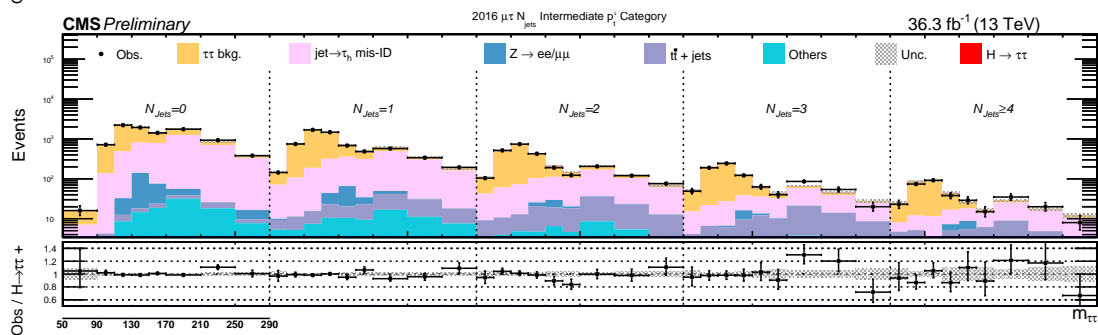 CMS Preliminary
2016 μτ N_jets Intermediate p_t^τ Category
36.3 fb⁻¹ (13 TeV)
Obs.
ττ bkg.
jet→τ_h mis-ID
Z → ee/μμ
tt̄ + jets
Others
Unc.
H → ττ
N_Jets=0
N_Jets=1
N_Jets=2
N_Jets=3
N_Jets≥4
Events
10⁵
10⁴
10³
10²
10
Obs / H→ττ +
1.4
1.2
1
0.8
0.6
50 90 130 170 210 250 290
m_ττ